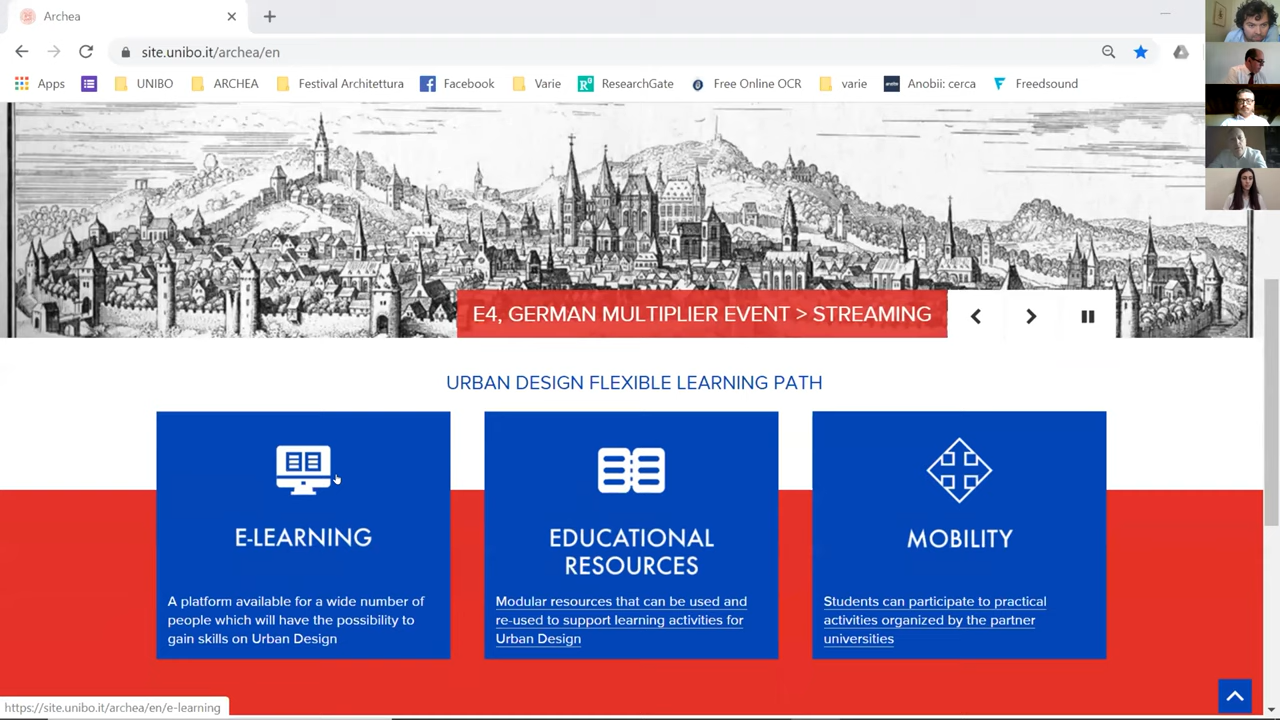 Archea
site.unibo.it/archea/en
Apps UNIBO ARCHEA Festival Architettura Facebook Varie ResearchGate Free Online OCR varie Anobii: cerca Freedsound
E4, GERMAN MULTIPLIER EVENT > STREAMING
URBAN DESIGN FLEXIBLE LEARNING PATH
E-LEARNING
A platform available for a wide number of
people which will have the possibility to
gain skills on Urban Design
EDUCATIONAL
RESOURCES
Modular resources that can be used and
re-used to support learning activities for
Urban Design
MOBILITY
Students can participate to practical
activities organized by the partner
universities
https://site.unibo.it/archea/en/e-learning